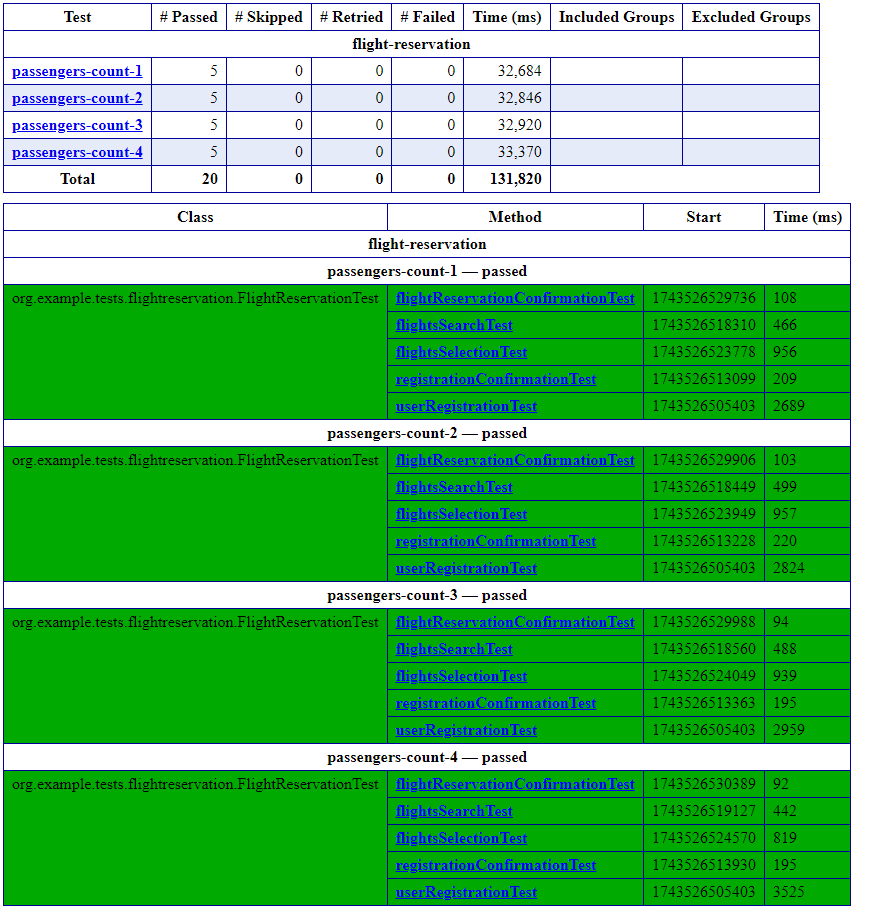 Test # Passed # Skipped # Retried # Failed Time (ms) Included Groups Excluded Groups
flight-reservation
passengers-count-1 5 0 0 0 32,684
passengers-count-2 5 0 0 0 32,846
passengers-count-3 5 0 0 0 32,920
passengers-count-4 5 0 0 0 33,370
Total 20 0 0 0 131,820
Class Method Start Time (ms)
flight-reservation
passengers-count-1 — passed
org.example.tests.flightreservation.FlightReservationTest flightReservationConfirmationTest 1743526529736 108
flightsSearchTest 1743526518310 466
flightsSelectionTest 1743526523778 956
registrationConfirmationTest 1743526513099 209
userRegistrationTest 1743526505403 2689
passengers-count-2 — passed
org.example.tests.flightreservation.FlightReservationTest flightReservationConfirmationTest 1743526529906 103
flightsSearchTest 1743526518449 499
flightsSelectionTest 1743526523949 957
registrationConfirmationTest 1743526513228 220
userRegistrationTest 1743526505403 2824
passengers-count-3 — passed
org.example.tests.flightreservation.FlightReservationTest flightReservationConfirmationTest 1743526529988 94
flightsSearchTest 1743526518560 488
flightsSelectionTest 1743526524049 939
registrationConfirmationTest 1743526513363 195
userRegistrationTest 1743526505403 2959
passengers-count-4 — passed
org.example.tests.flightreservation.FlightReservationTest flightReservationConfirmationTest 1743526530389 92
flightsSearchTest 1743526519127 442
flightsSelectionTest 1743526524570 819
registrationConfirmationTest 1743526513930 195
userRegistrationTest 1743526505403 3525